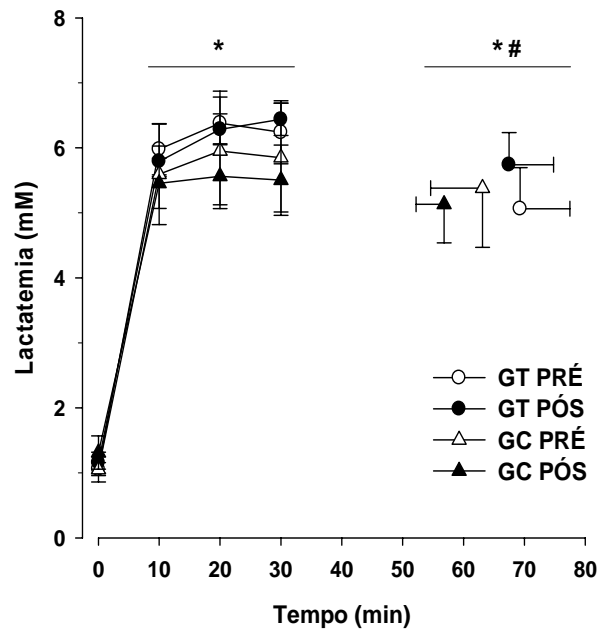 8
6
4
2
0
Lactatemia (mM)
*
* #
GT PRÉ
GT PÓS
GC PRÉ
GC PÓS
0 10 20 30 40 50 60 70 80
Tempo (min)